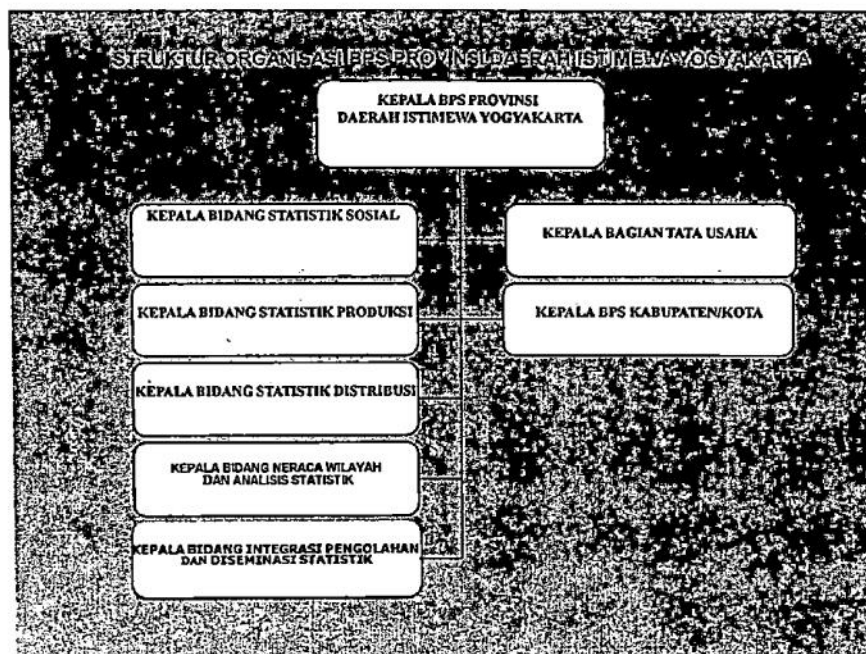 STRUKTUR ORGANISASI BPS PROVINSI DAERAH ISTIMEWA YOGYAKARTA
KEPALA BPS PROVINSI
DAERAH ISTIMEWA YOGYAKARTA
KEPALA BIDANG STATISTIK SOSIAL
KEPALA BAGIAN TATA USAHA
KEPALA BIDANG STATISTIK PRODUKSI
KEPALA BPS KABUPATEN/KOTA
KEPALA BIDANG STATISTIK DISTRIBUSI
KEPALA BIDANG NERACA WILAYAH
DAN ANALISIS STATISTIK
KEPALA BIDANG INTEGRASI PENGOLAHAN
DAN DISEMINASI STATISTIK